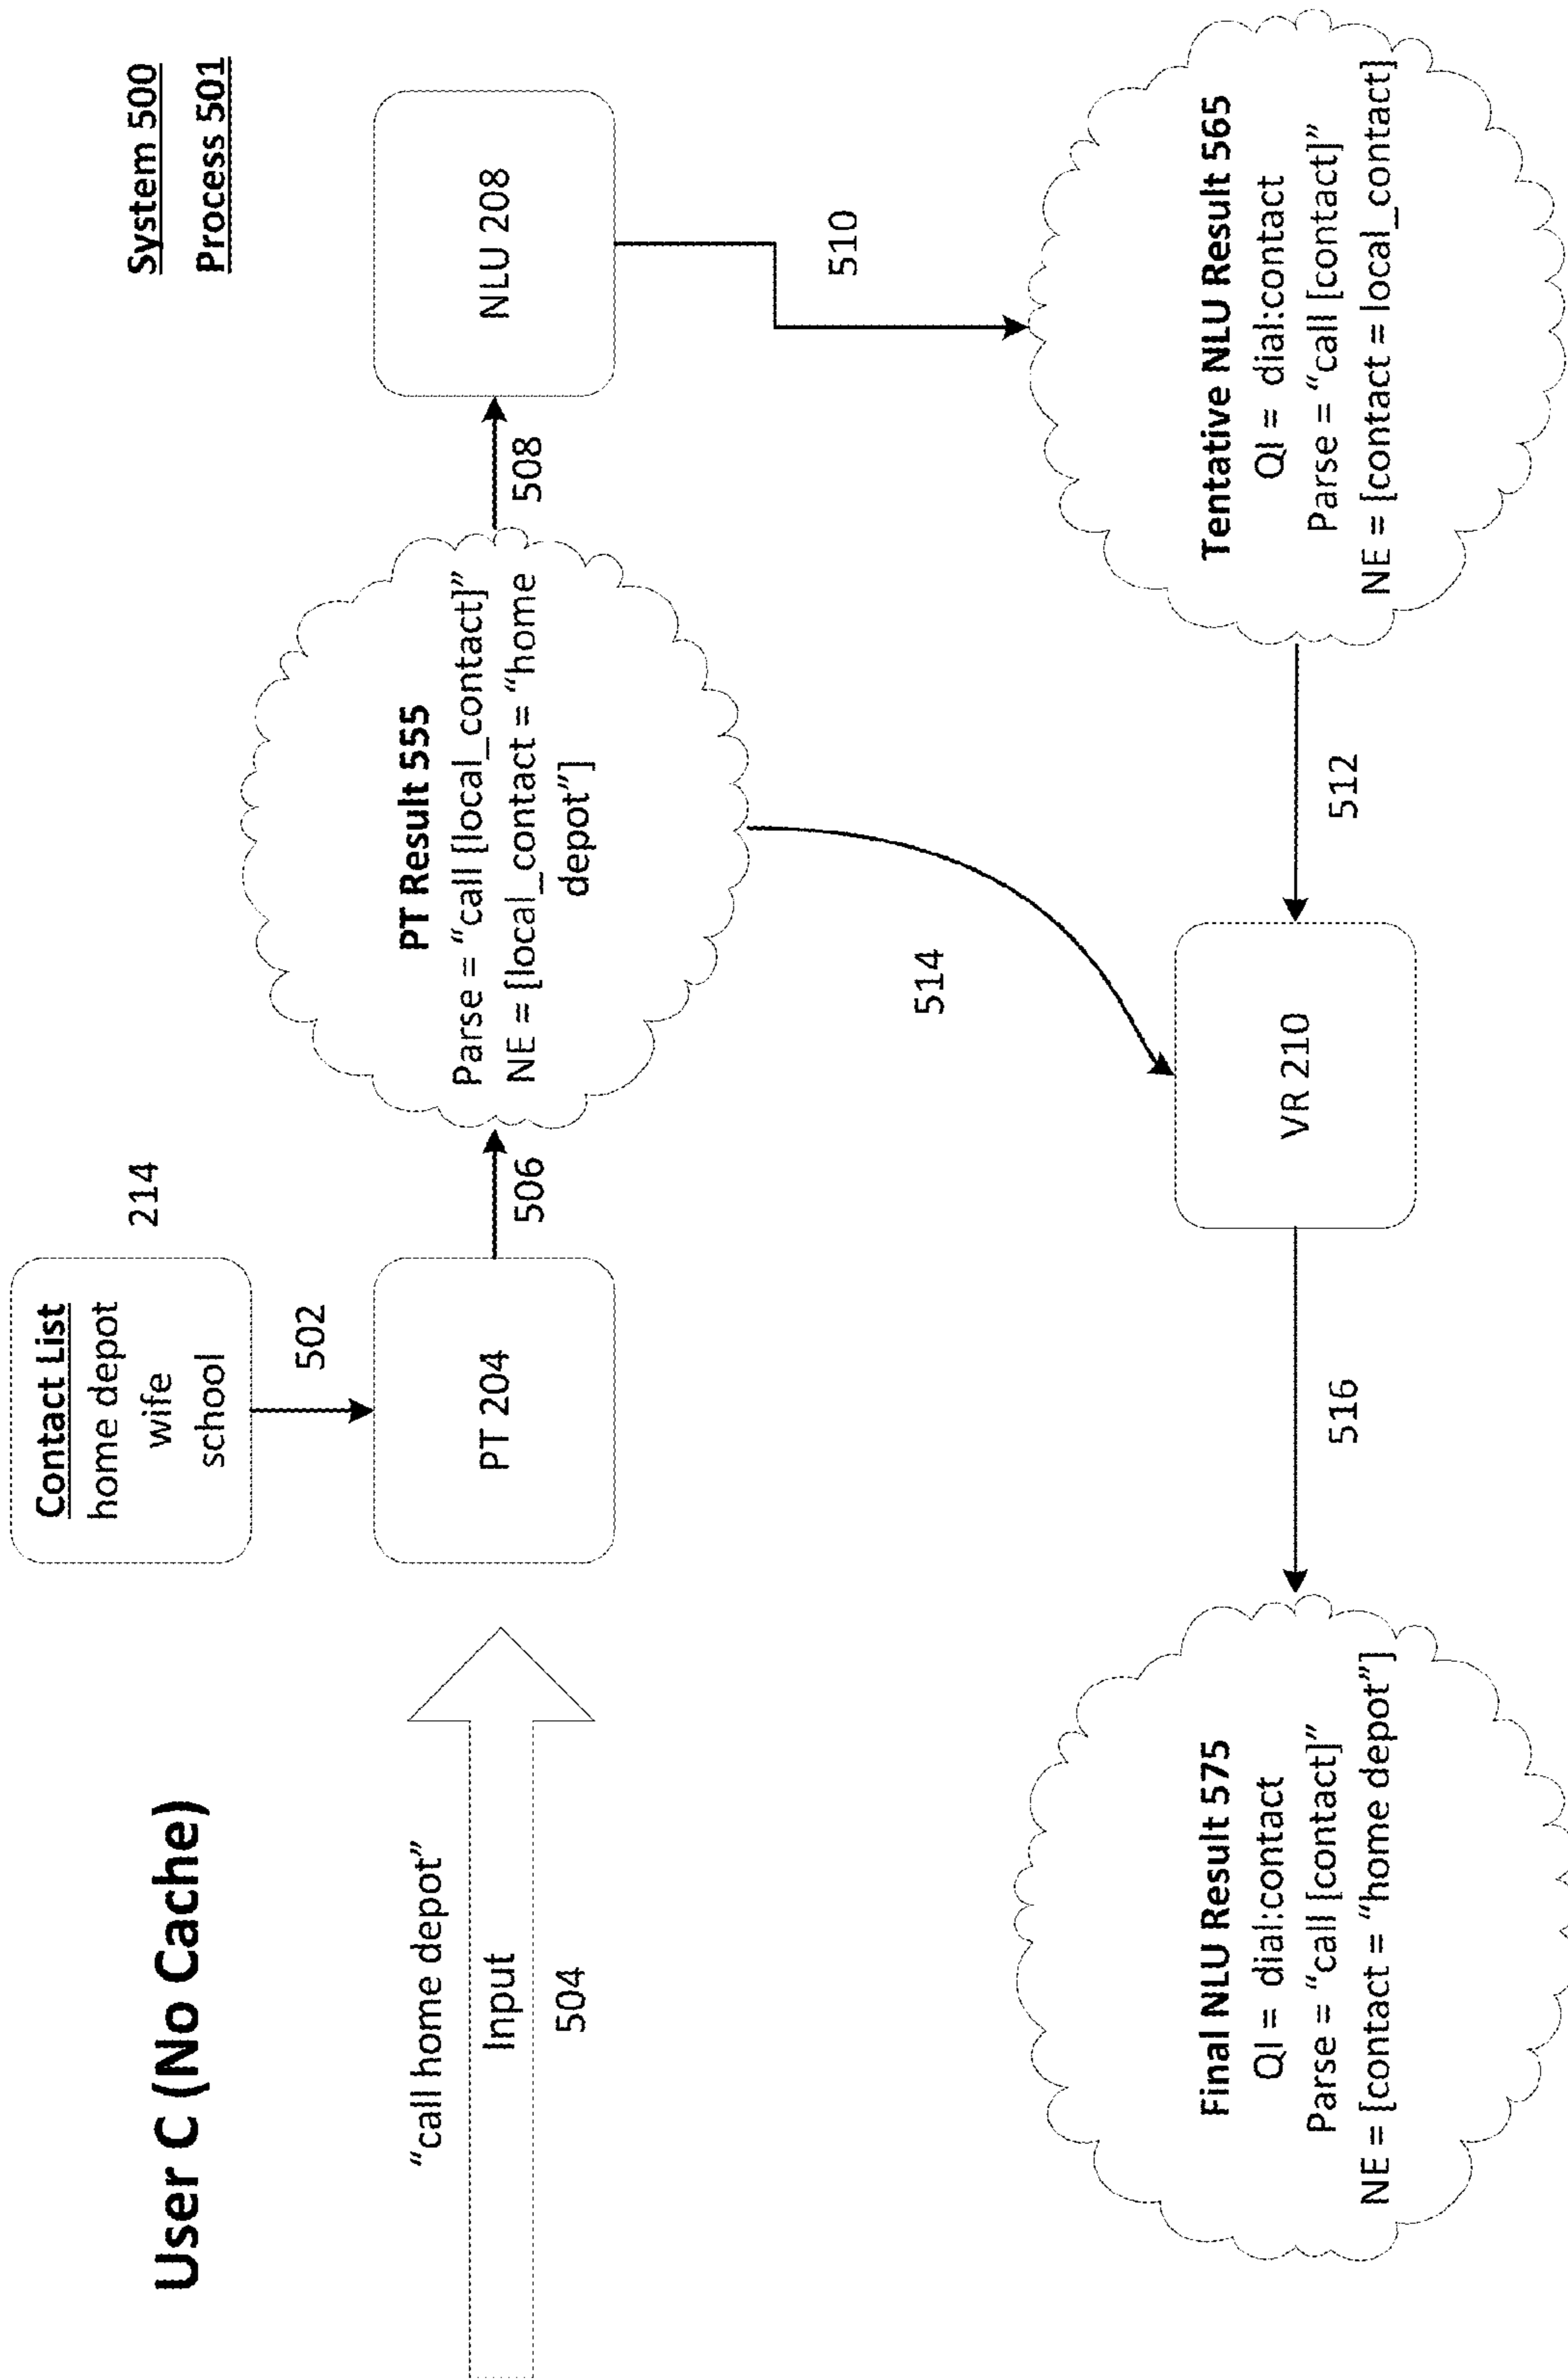 User C (No Cache)
System 500
Process 501
Contact List
home depot
wife
school
214
502
“call home depot”
Input
504
PT 204
506
PT Result 555
Parse = “call [local_contact]”
NE = [local_contact = “home
depot”]
508
NLU 208
510
514
Tentative NLU Result 565
QI = dial:contact
Parse = “call [contact]”
NE = [contact = local_contact]
512
VR 210
516
Final NLU Result 575
QI = dial:contact
Parse = “call [contact]”
NE = [contact = “home depot”]